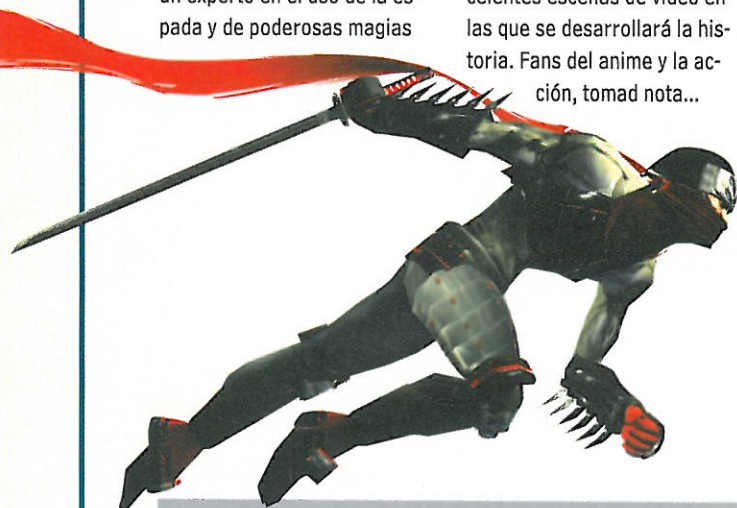 un experto en el uso de la es-
pada y de poderosas magias
celentes escenas de vídeo en
las que se desarrollará la his-
toria. Fans del anime y la ac-
ción, tomad nota...